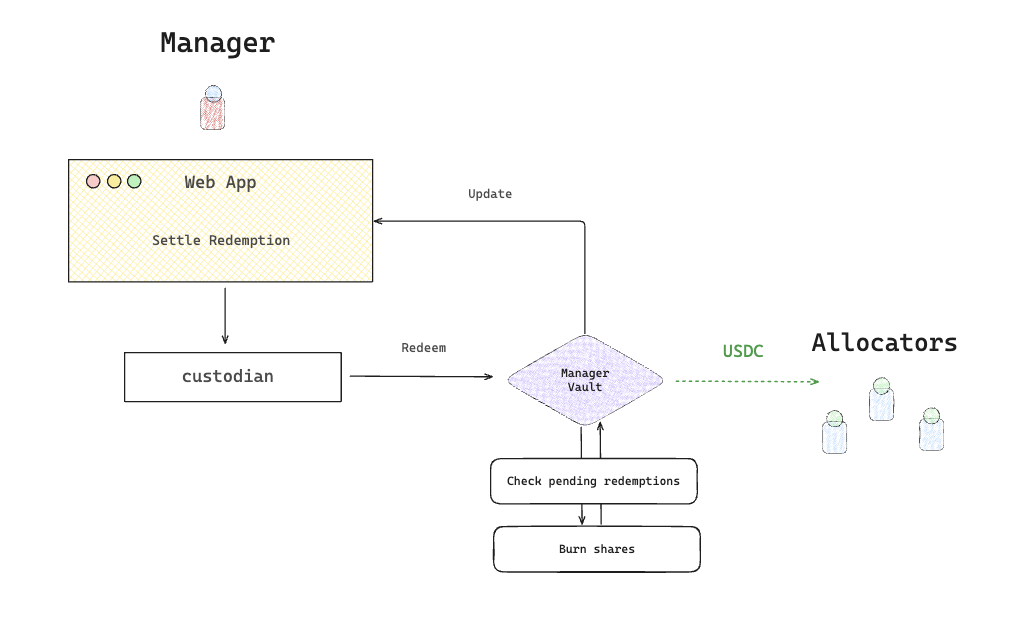 Manager
Web App
Settle Redemption
Update
custodian
Redeem
Manager
Vault
USDC
Allocators
Check pending redemptions
Burn shares